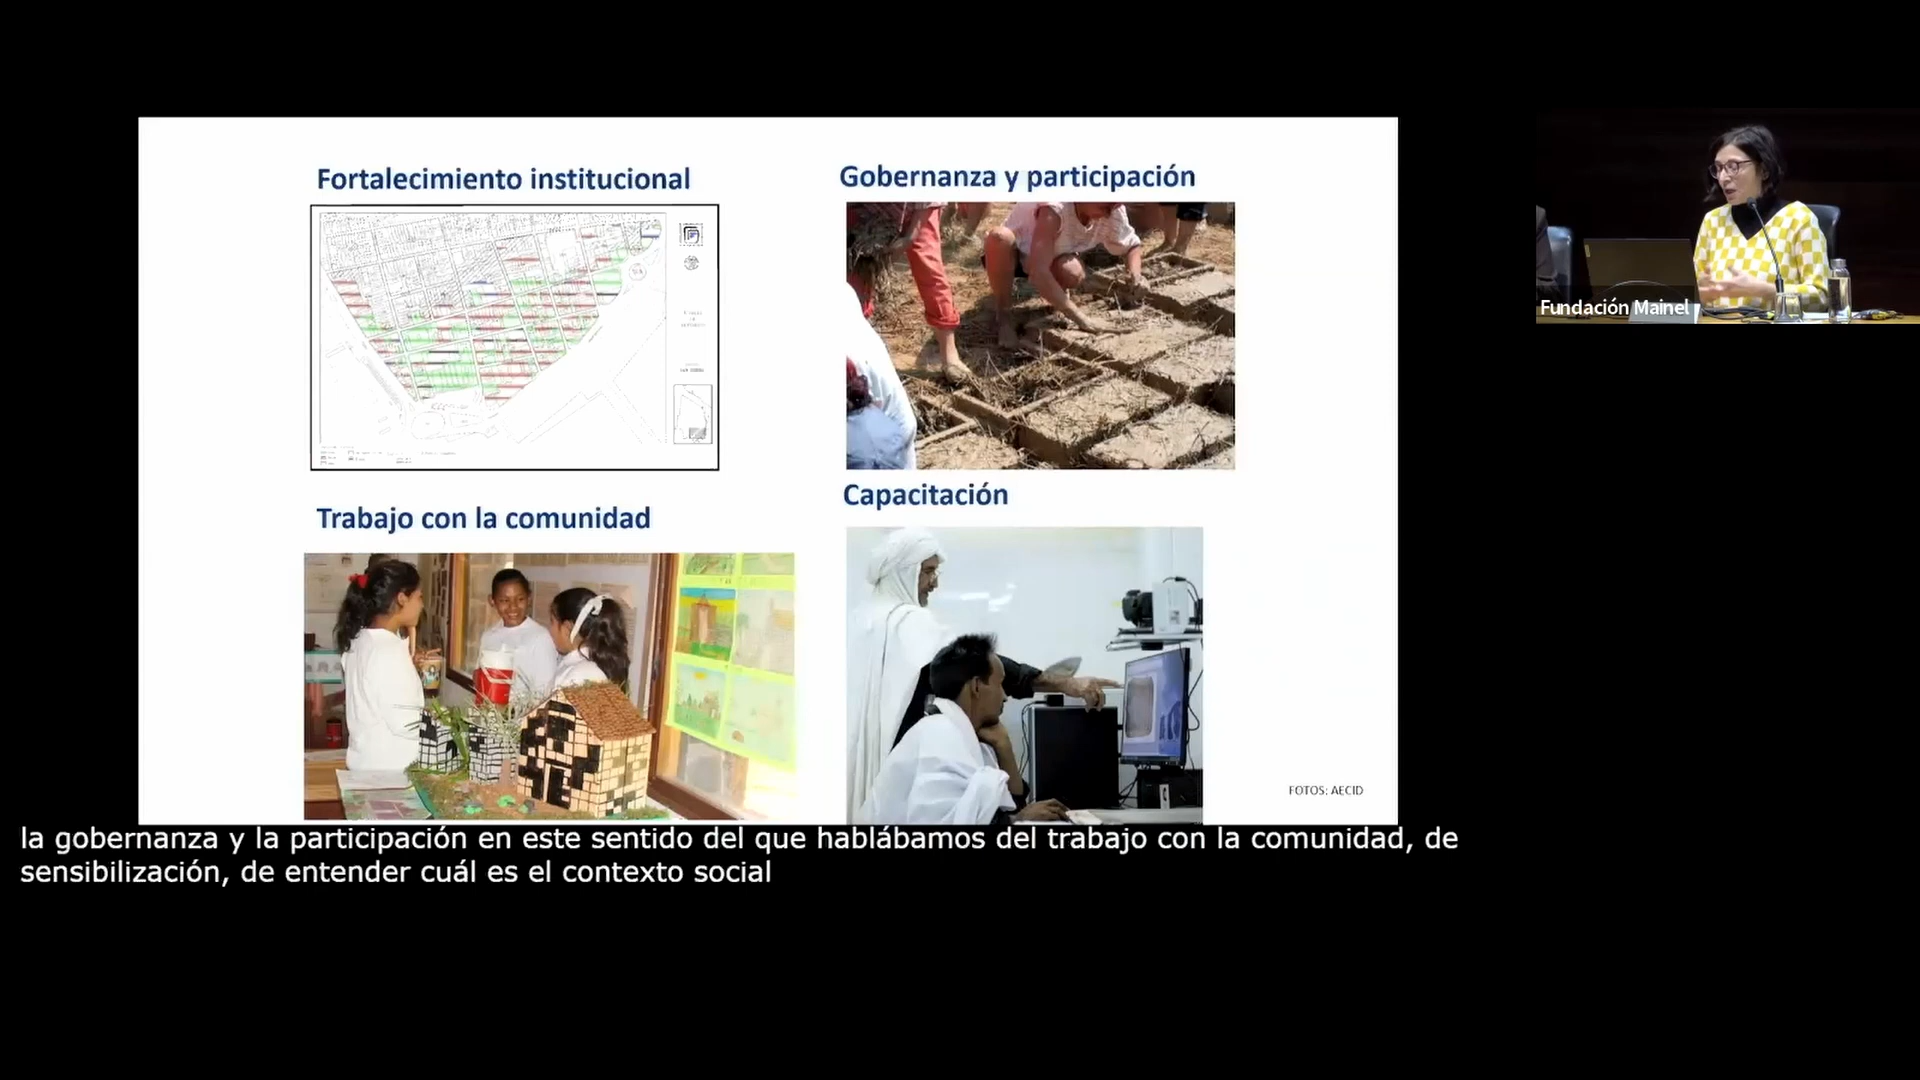 Fortalecimiento institucional
Gobernanza y participación
Trabajo con la comunidad
Capacitación
FOTOS: AECID
Fundación Mainel
la gobernanza y la participación en este sentido del que hablábamos del trabajo con la comunidad, de
sensibilización, de entender cuál es el contexto social